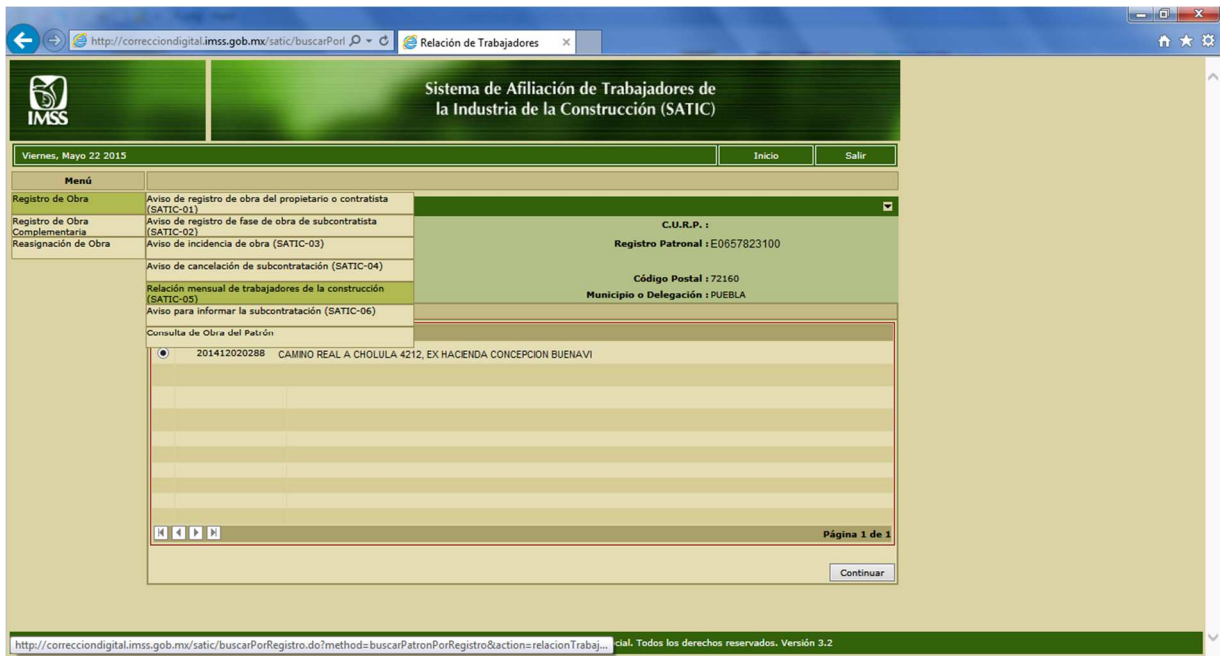 http://correcciondigital.imss.gob.mx/satic/buscarPorl
Relación de Trabajadores
IMSS
Sistema de Afiliación de Trabajadores de
la Industria de la Construcción (SATIC)
Viernes, Mayo 22 2015
Inicio
Salir
Menú
Registro de Obra
Registro de Obra
Complementaria
Reasignación de Obra
Aviso de registro de obra del propietario o contratista
(SATIC-01)
Aviso de registro de fase de obra de subcontratista
(SATIC-02)
Aviso de incidencia de obra (SATIC-03)
Aviso de cancelación de subcontratación (SATIC-04)
Relación mensual de trabajadores de la construcción
(SATIC-05)
Aviso para informar la subcontratación (SATIC-06)
Consulta de Obra del Patrón
C.U.R.P. :
Registro Patronal : E0657823100
Código Postal : 72160
Municipio o Delegación : PUEBLA
201412020288 CAMINO REAL A CHOLULA 4212, EX HACIENDA CONCEPCION BUENAVI
Página 1 de 1
Continuar
http://correcciondigital.imss.gob.mx/satic/buscarPorRegistro.do?method=buscarPatronPorRegistro&action=relacionTrabaj...
cial. Todos los derechos reservados. Versión 3.2